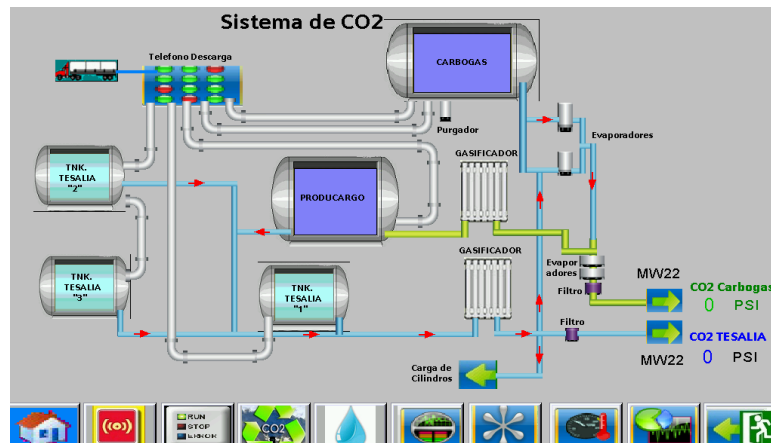 Sistema de CO2
Telefono Descarga
CARBOGAS
Purgador
Evaporadores
GASIFICADOR
TNK.
TESALIA
"2"
PRODUCARGO
GASIFICADOR
Evapor
adores
Filtro
MW22
CO2 Carbogas
0 PSI
TNK.
TESALIA
"3"
TNK.
TESALIA
"1"
Filtro
CO2 TESALIA
MW22
0 PSI
Carga de
Cilindros
RUN
STOP
ERROR
CO2